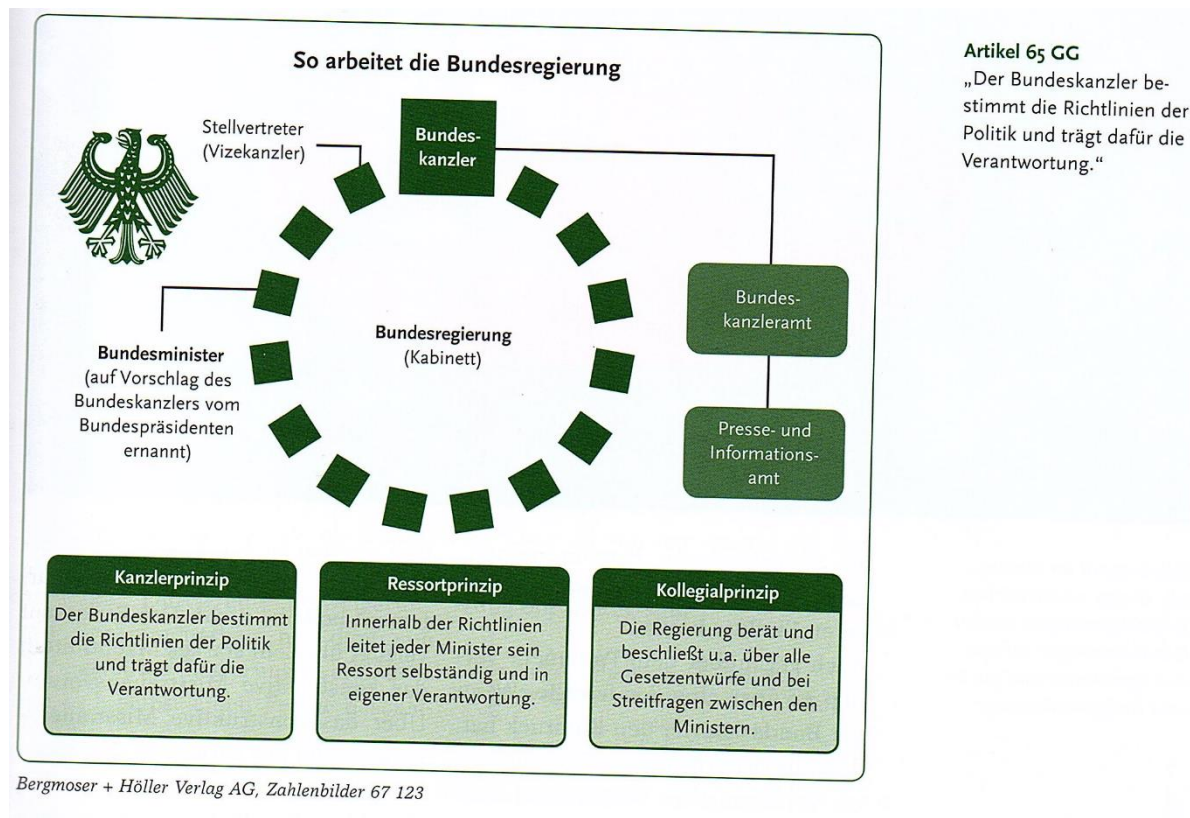 So arbeitet die Bundesregierung
Stellvertreter
(Vizekanzler)
Bundes-
kanzler
Bundesminister
(auf Vorschlag des
Bundeskanzlers vom
Bundespräsidenten
ernannt)
Bundesregierung
(Kabinett)
Bundes-
kanzleramt
Presse- und
Informations-
amt
Kanzlerprinzip
Der Bundeskanzler bestimmt
die Richtlinien der Politik
und trägt dafür die
Verantwortung.
Ressortprinzip
Innerhalb der Richtlinien
leitet jeder Minister sein
Ressort selbständig und in
eigener Verantwortung.
Kollegialprinzip
Die Regierung berät und
beschließt u.a. über alle
Gesetzentwürfe und bei
Streitfragen zwischen den
Ministern.
Bergmoser + Höller Verlag AG, Zahlenbilder 67 123
Artikel 65 GG
„Der Bundeskanzler be-
stimmt die Richtlinien der
Politik und trägt dafür die
Verantwortung.“